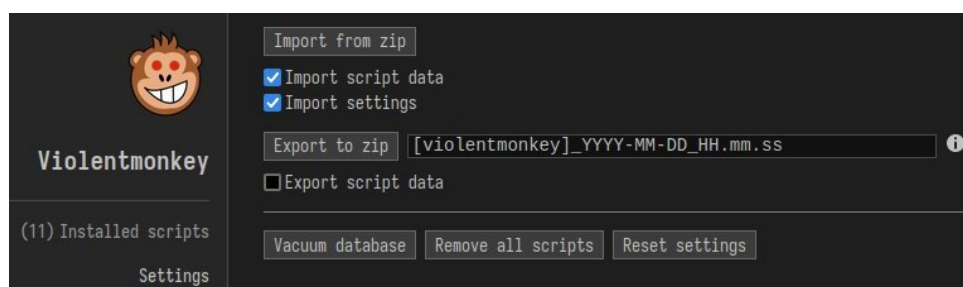 Violentmonkey
(11) Installed scripts
Settings
Import from zip
Import script data
Import settings
Export to zip [violentmonkey]_YYYY-MM-DD_HH.mm.ss
Export script data
Vacuum database Remove all scripts Reset settings